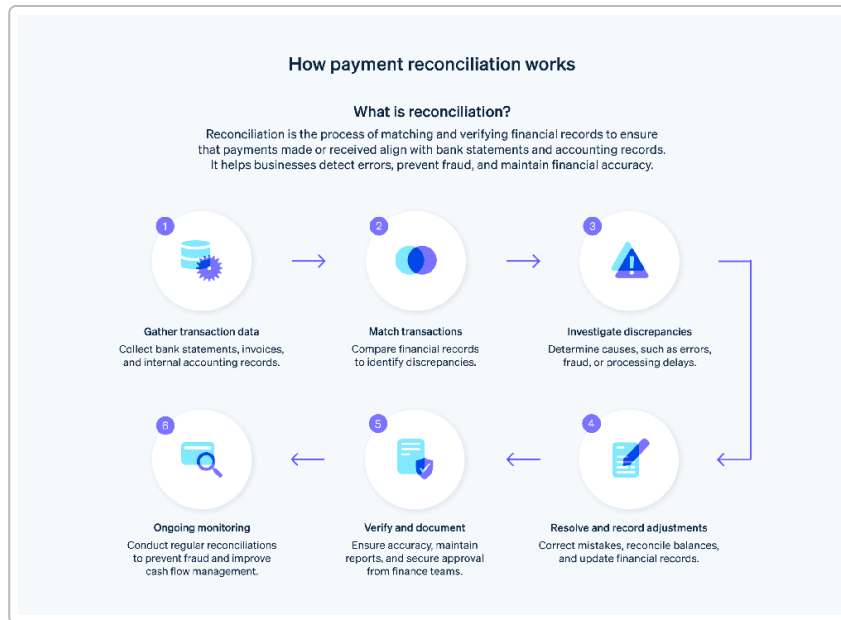 How payment reconciliation works
What is reconciliation?
Reconciliation is the process of matching and verifying financial records to ensure
that payments made or received align with bank statements and accounting records.
It helps businesses detect errors, prevent fraud, and maintain financial accuracy.
1
Gather transaction data
Collect bank statements, invoices,
and internal accounting records.
2
Match transactions
Compare financial records
to identify discrepancies.
3
Investigate discrepancies
Determine causes, such as errors,
fraud, or processing delays.
4
Resolve and record adjustments
Correct mistakes, reconcile balances,
and update financial records.
5
Verify and document
Ensure accuracy, maintain
reports, and secure approval
from finance teams.
6
Ongoing monitoring
Conduct regular reconciliations
to prevent fraud and improve
cash flow management.